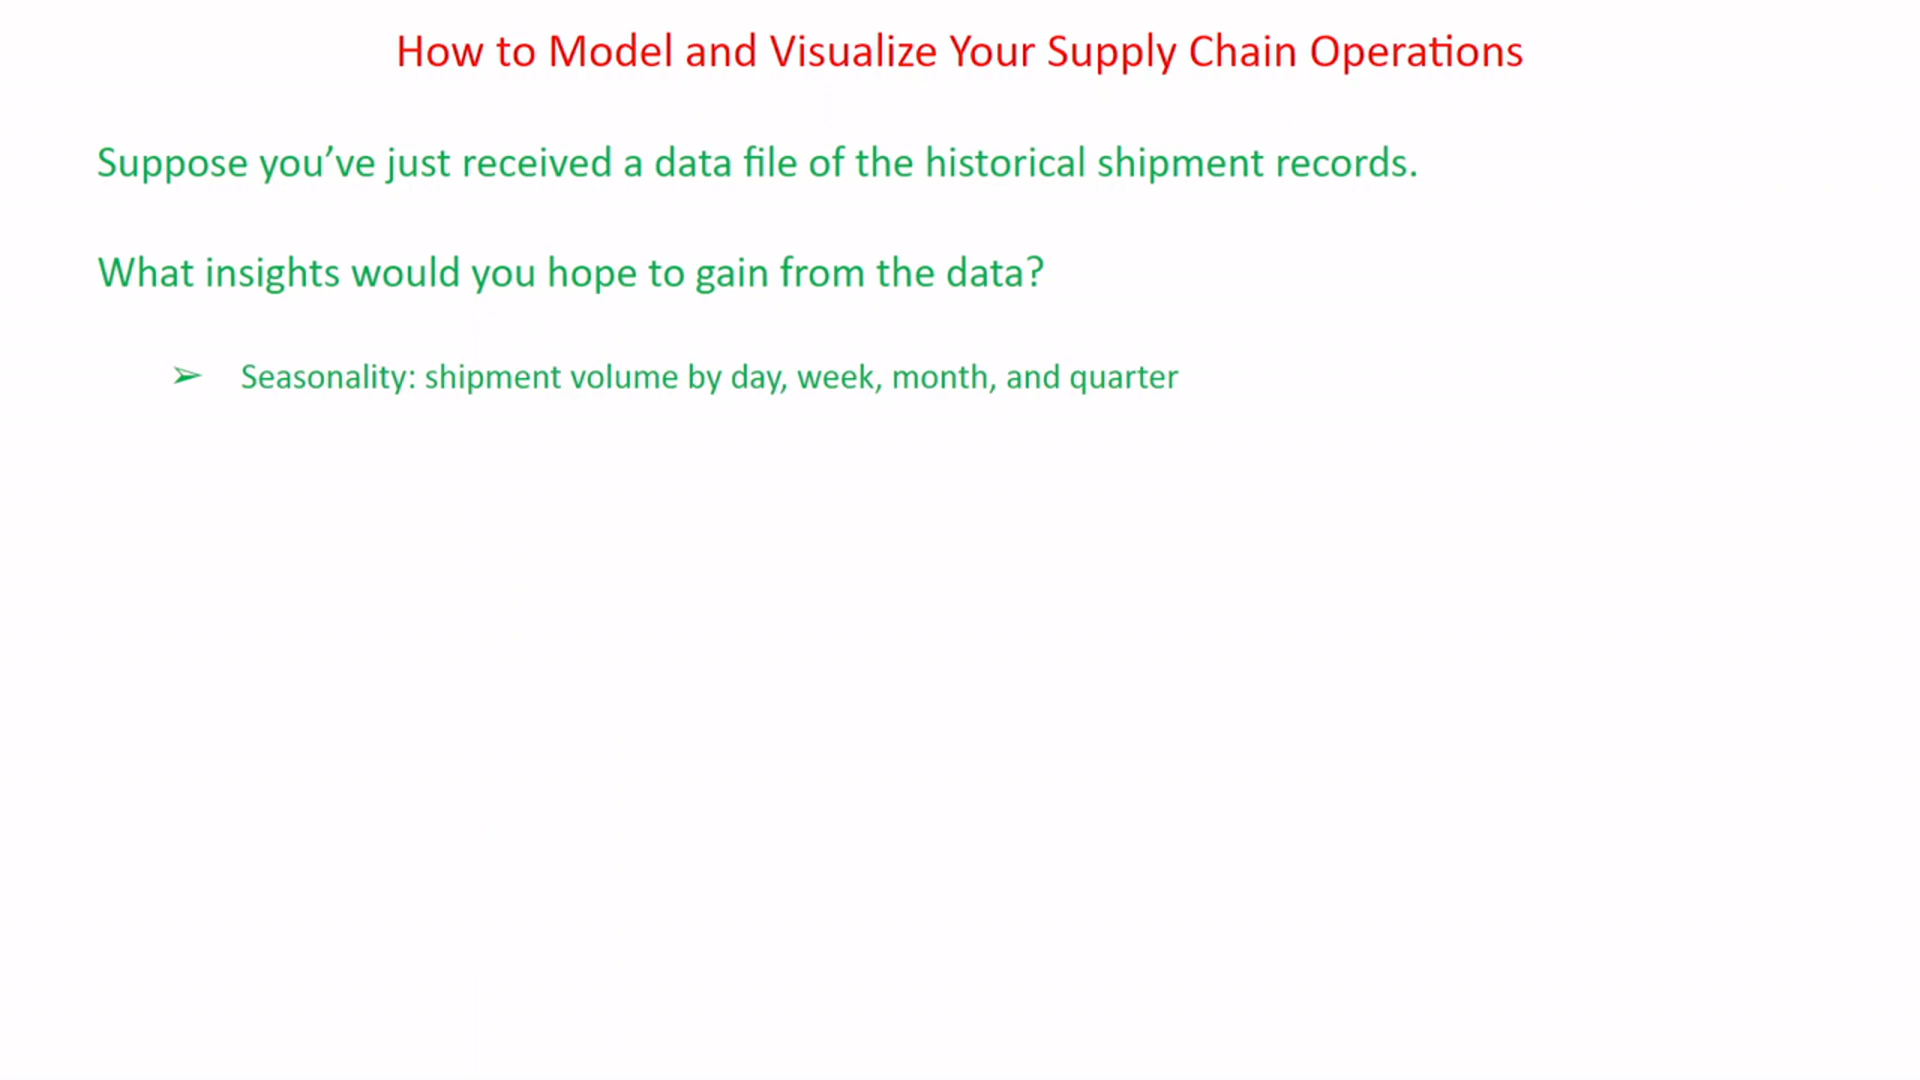 How to Model and Visualize Your Supply Chain Operations
Suppose you’ve just received a data file of the historical shipment records.
What insights would you hope to gain from the data?
➢ Seasonality: shipment volume by day, week, month, and quarter